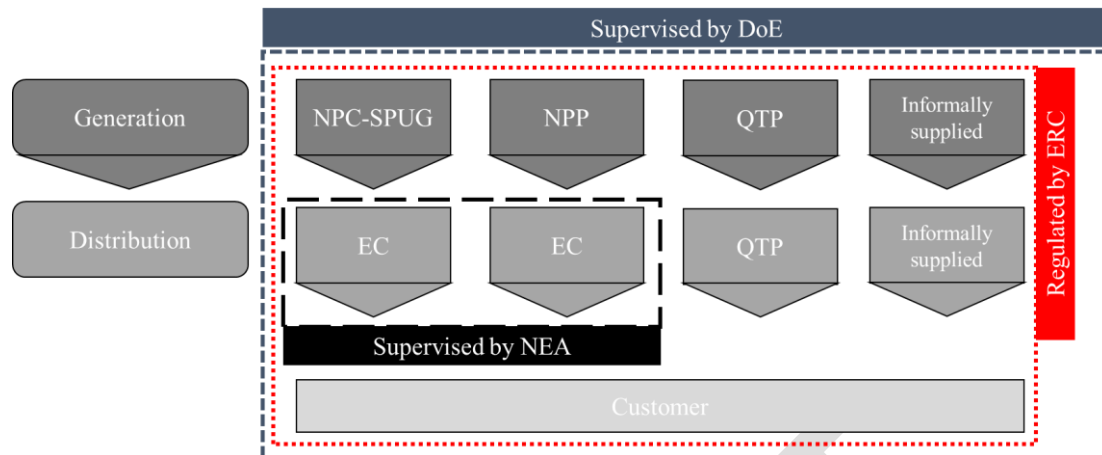 Supervised by DoE
Generation
NPC-SPUG
NPP
QTP
Informally
supplied
Regulated by ERC
Distribution
EC
EC
QTP
Informally
supplied
Supervised by NEA
Customer